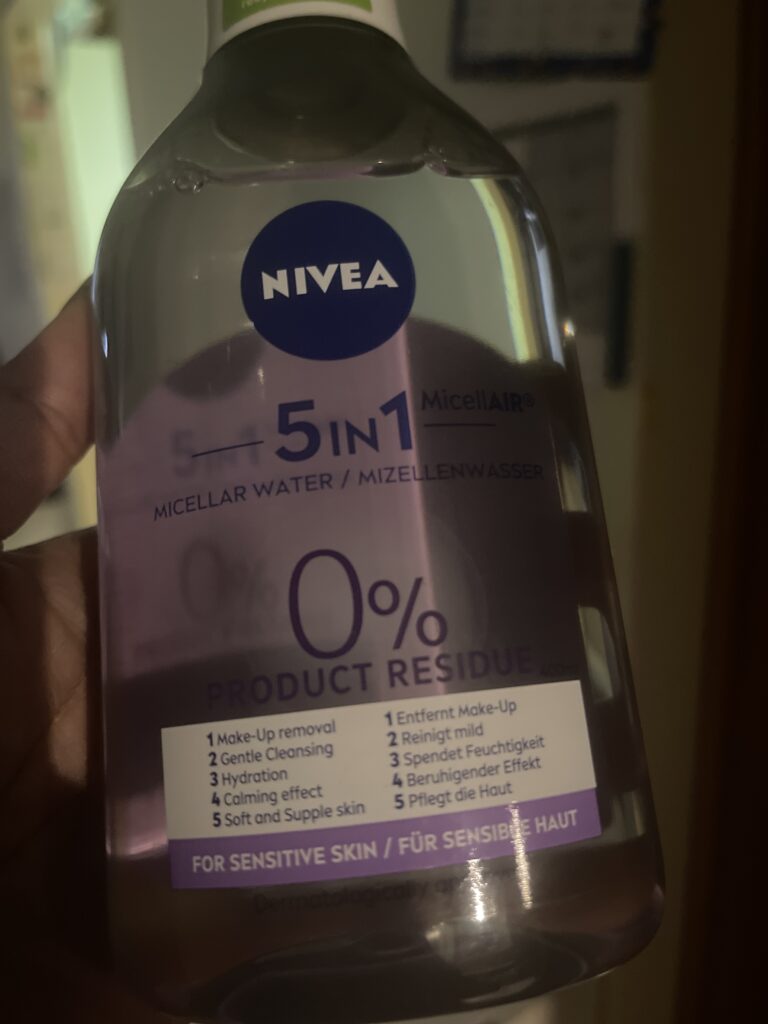 NIVEA
5IN1 MicellAIR®
MICELLAR WATER / MIZELLENWASSER
0%
PRODUCT RESIDUE
1 Make-Up removal
2 Gentle Cleansing
3 Hydration
4 Calming effect
5 Soft and Supple skin
1 Entfernt Make-Up
2 Reinigt mild
3 Spendet Feuchtigkeit
4 Beruhigender Effekt
5 Pflegt die Haut
FOR SENSITIVE SKIN / FÜR SENSIBLE HAUT
Dermatologically